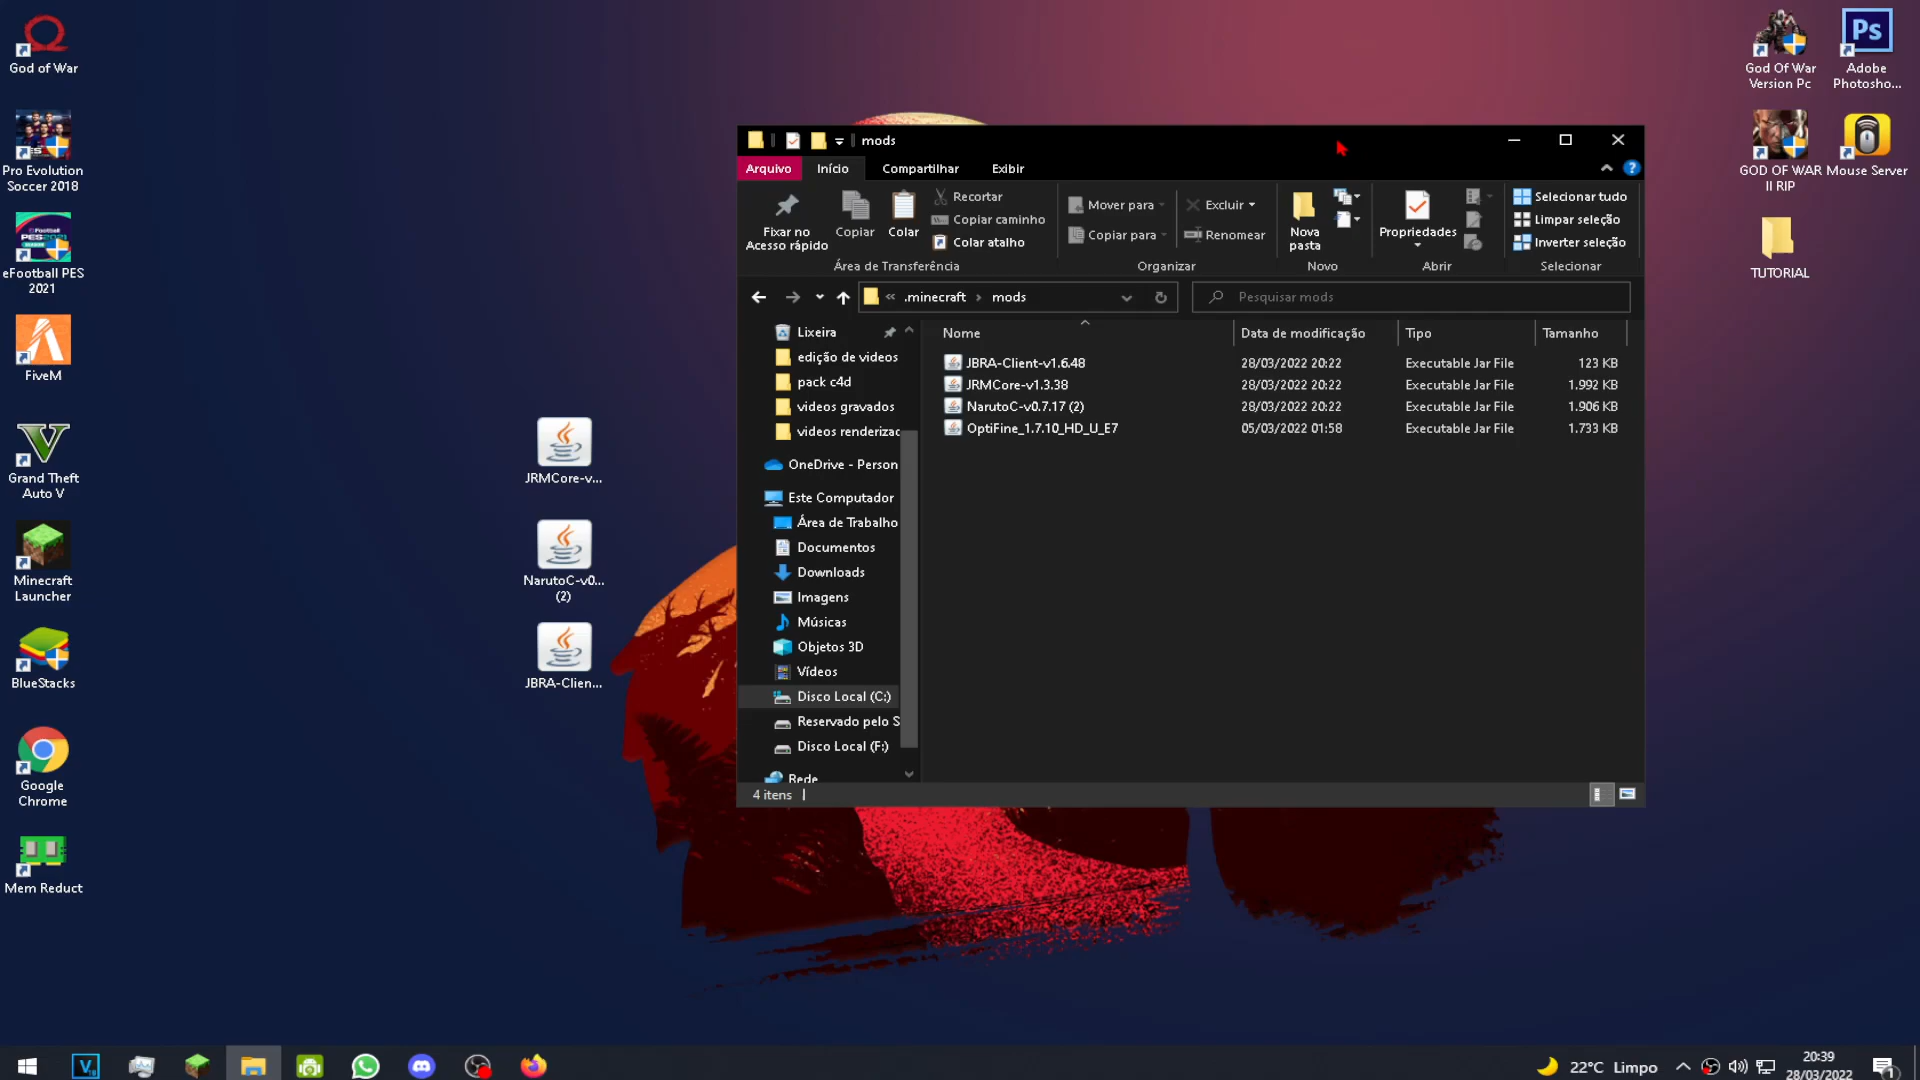 God of War
Pro Evolution
Soccer 2018
eFootball PES
2021
FiveM
Grand Theft
Auto V
Minecraft
Launcher
BlueStacks
Google
Chrome
Mem Reduct
JRMCore-v...
NarutoC-v0...
(2)
JBRA-Clien...
God Of War
Version Pc
Adobe
Photosho...
GOD OF WAR
II RIP
Mouse Server
TUTORIAL
mods
Arquivo
Início
Compartilhar
Exibir
Fixar no
Acesso rápido
Copiar
Colar
Recortar
Copiar caminho
Colar atalho
Área de Transferência
Mover para
Copiar para
Excluir
Renomear
Organizar
Nova
pasta
Novo
Propriedades
Abrir
Selecionar tudo
Limpar seleção
Inverter seleção
Selecionar
« .minecraft › mods
Pesquisar mods
Lixeira
edição de videos
pack c4d
videos gravados
videos renderizac
OneDrive - Person
Este Computador
Área de Trabalho
Documentos
Downloads
Imagens
Músicas
Objetos 3D
Vídeos
Disco Local (C:)
Reservado pelo S
Disco Local (F:)
Rede
Nome Data de modificação Tipo Tamanho
JBRA-Client-v1.6.48 28/03/2022 20:22 Executable Jar File 123 KB
JRMCore-v1.3.38 28/03/2022 20:22 Executable Jar File 1.992 KB
NarutoC-v0.7.17 (2) 28/03/2022 20:22 Executable Jar File 1.906 KB
OptiFine_1.7.10_HD_U_E7 05/03/2022 01:58 Executable Jar File 1.733 KB
4 itens
22°C Limpo
20:39
28/03/2022